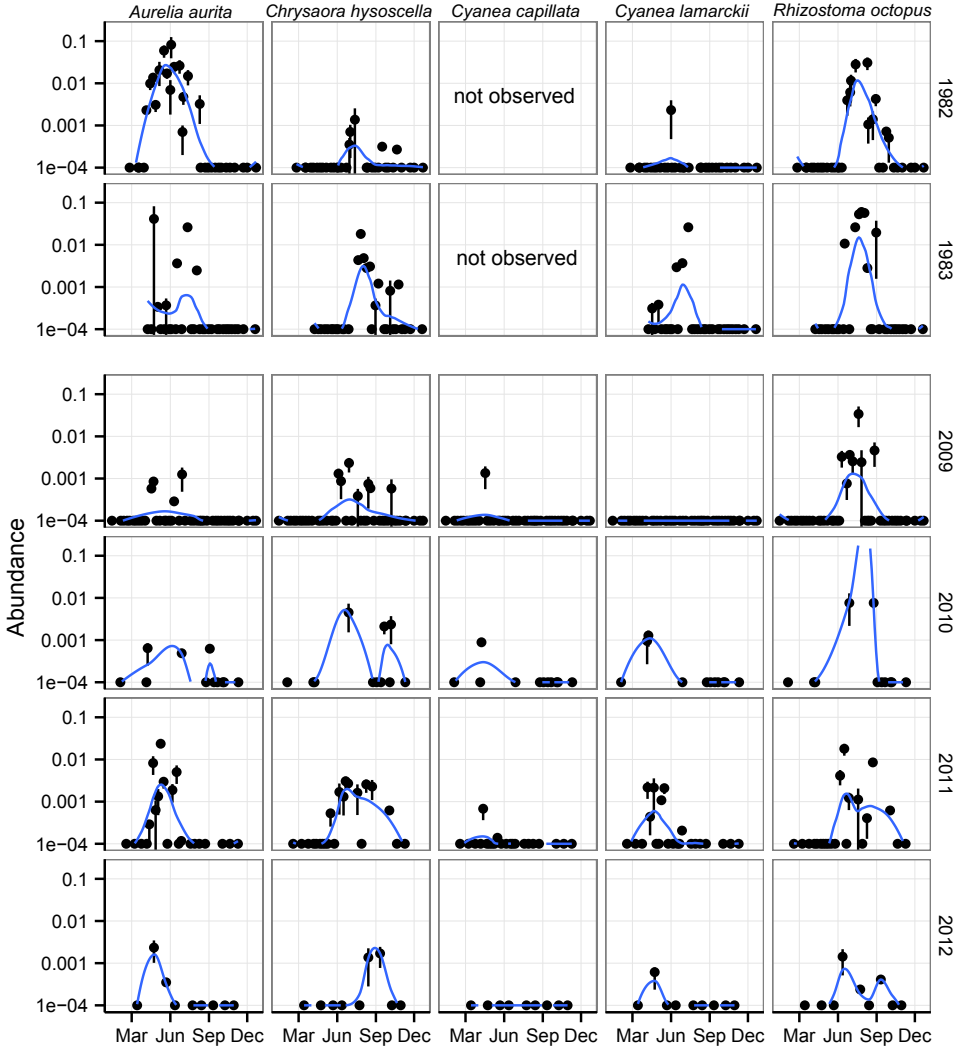 Aurelia aurita Chrysaora hysoscella Cyanea capillata Cyanea lamarckii Rhizostoma octopus
0.1
0.01
0.001
1e−04
not observed
1982
0.1
0.01
0.001
1e−04
not observed
1983
Abundance
0.1
0.01
0.001
1e−04
2009
0.1
0.01
0.001
1e−04
2010
0.1
0.01
0.001
1e−04
2011
0.1
0.01
0.001
1e−04
2012
Mar Jun Sep Dec Mar Jun Sep Dec Mar Jun Sep Dec Mar Jun Sep Dec Mar Jun Sep Dec